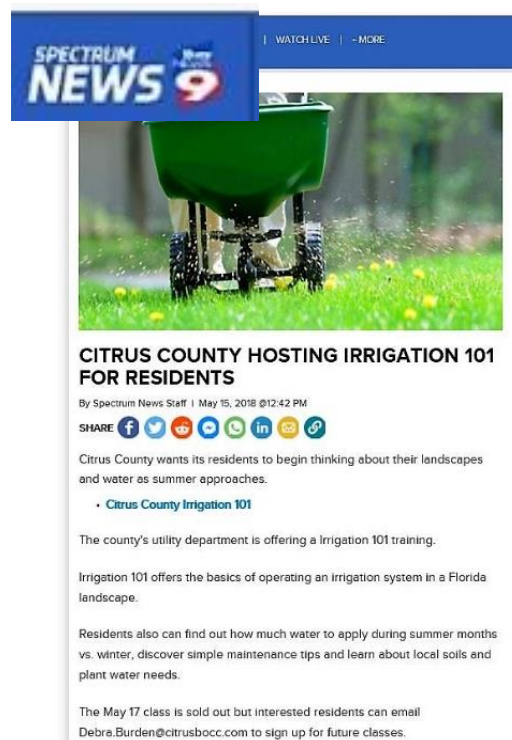 SPECTRUM
NEWS 9
| WATCH LIVE | - MORE
CITRUS COUNTY HOSTING IRRIGATION 101
FOR RESIDENTS
By Spectrum News Staff | May 15, 2018 @12:42 PM
SHARE
Citrus County wants its residents to begin thinking about their landscapes
and water as summer approaches.
• Citrus County Irrigation 101
The county's utility department is offering a Irrigation 101 training.
Irrigation 101 offers the basics of operating an irrigation system in a Florida
landscape.
Residents also can find out how much water to apply during summer months
vs. winter, discover simple maintenance tips and learn about local soils and
plant water needs.
The May 17 class is sold out but interested residents can email
Debra.Burden@citrusbocc.com to sign up for future classes.